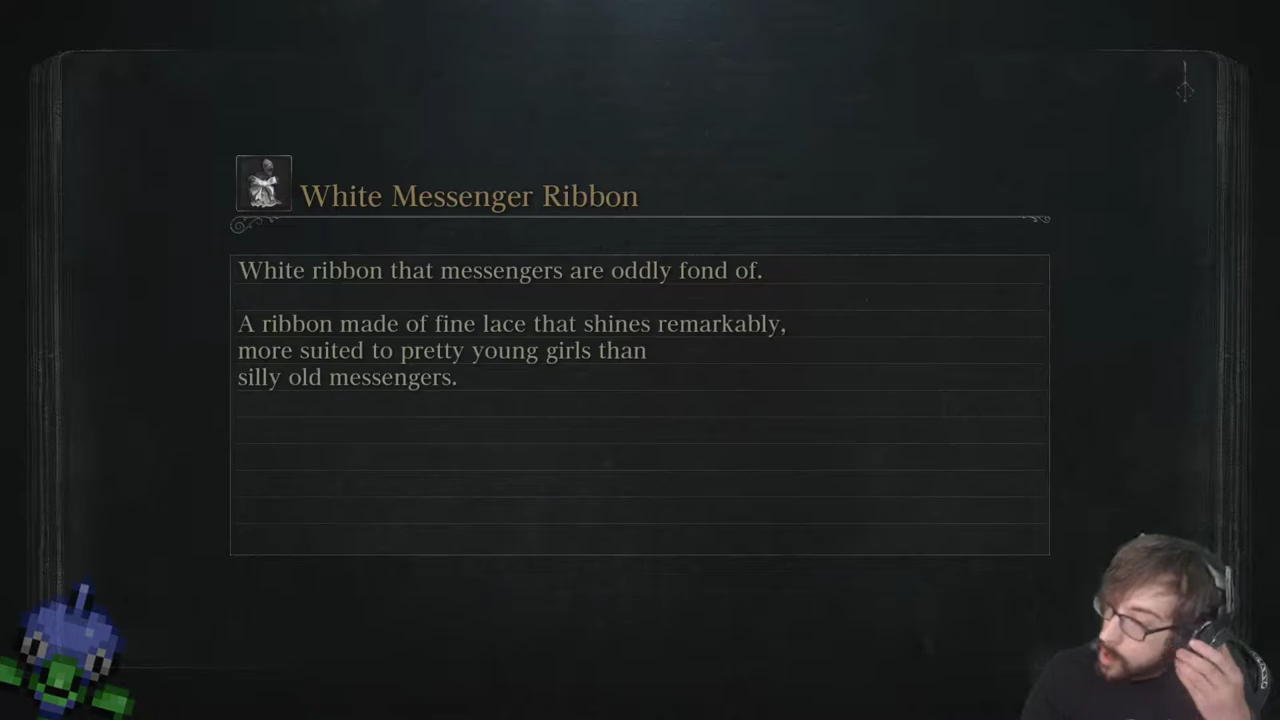 White Messenger Ribbon
White ribbon that messengers are oddly fond of.
A ribbon made of fine lace that shines remarkably,
more suited to pretty young girls than
silly old messengers.